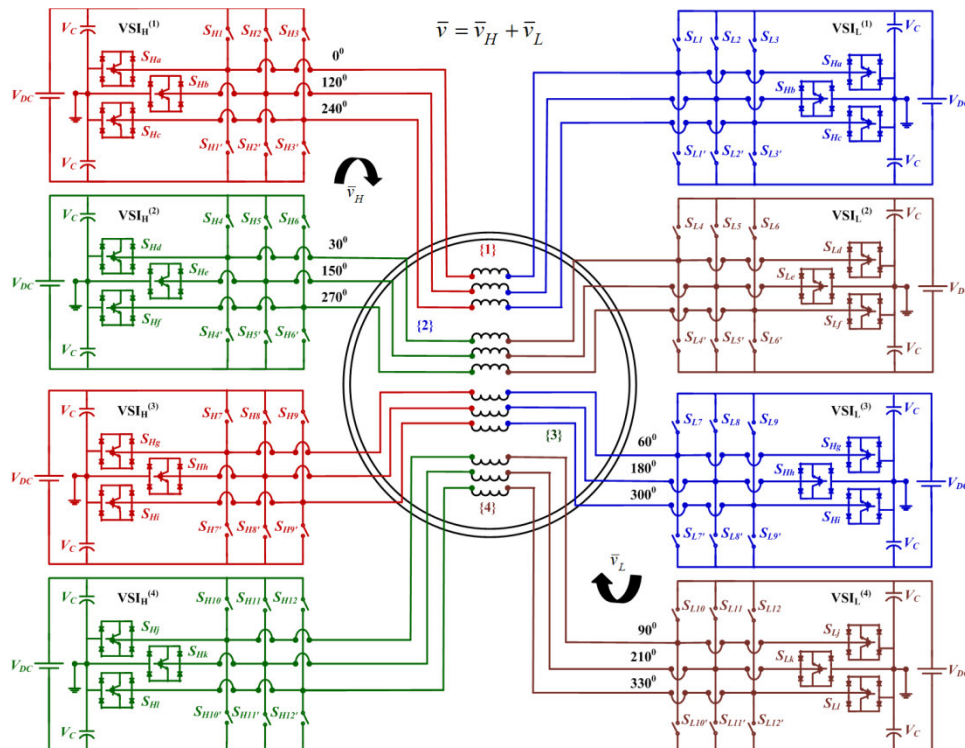 v̄ = v̄_H + v̄_L
VSI_H^(1)
V_C
V_DC
V_C
S_Ha
S_Hb
S_Hc
S_H1
S_H2
S_H3
S_H1'
S_H2'
S_H3'
0^0
120^0
240^0
v̄_H
VSI_L^(1)
V_C
V_DC
V_C
S_L1
S_L2
S_L3
S_Ha
S_Hb
S_Hc
S_L1'
S_L2'
S_L3'
VSI_H^(2)
V_C
V_DC
V_C
S_Hd
S_He
S_Hf
S_H4
S_H5
S_H6
S_H4'
S_H5'
S_H6'
30^0
150^0
270^0
{1}
{2}
{3}
{4}
VSI_L^(2)
V_C
V_DC
V_C
S_L4
S_L5
S_L6
S_Ld
S_Le
S_Lf
S_L4'
S_L5'
S_L6'
VSI_H^(3)
V_C
V_DC
V_C
S_Hg
S_Hh
S_Hi
S_H7
S_H8
S_H9
S_H7'
S_H8'
S_H9'
VSI_L^(3)
V_C
V_DC
V_C
S_L7
S_L8
S_L9
S_Hg
S_Hh
S_Hi
S_L7'
S_L8'
S_L9'
60^0
180^0
300^0
v̄_L
VSI_H^(4)
V_C
V_DC
V_C
S_Hj
S_Hk
S_Hl
S_H10
S_H11
S_H12
S_H10'
S_H11'
S_H12'
VSI_L^(4)
V_C
V_DC
V_C
S_L10
S_L11
S_L12
S_Lj
S_Lk
S_Ll
S_L10'
S_L11'
S_L12'
90^0
210^0
330^0